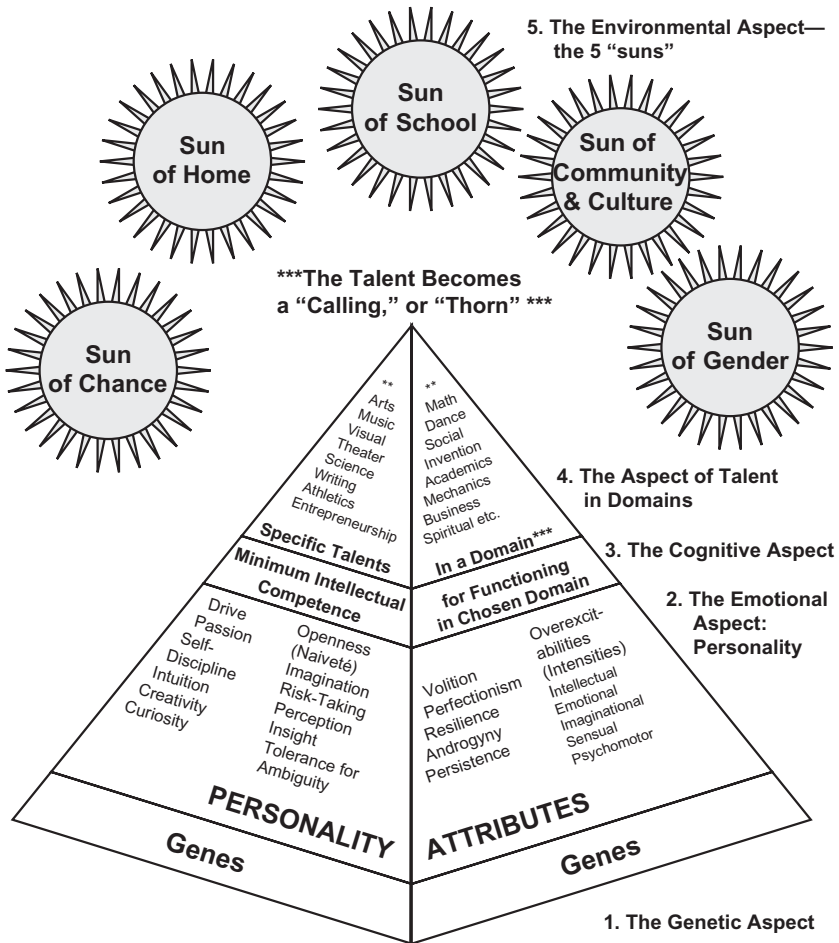 5. The Environmental Aspect—
the 5 “suns”
Sun
of School
Sun
of Home
Sun of
Community
& Culture
Sun
of Chance
Sun
of Gender
***The Talent Becomes
a “Calling,” or “Thorn” ***
**
Arts
Music
Visual
Theater
Science
Writing
Athletics
Entrepreneurship
Specific Talents
**
Math
Dance
Social
Invention
Academics
Mechanics
Business
Spiritual etc.
In a Domain***
4. The Aspect of Talent
in Domains
Minimum Intellectual
Competence
for Functioning
in Chosen Domain
3. The Cognitive Aspect
2. The Emotional
Aspect:
Personality
Drive
Passion
Self-
Discipline
Intuition
Creativity
Curiosity
Openness
(Naiveté)
Imagination
Risk-Taking
Perception
Insight
Tolerance for
Ambiguity
Volition
Perfectionism
Resilience
Androgyny
Persistence
Overexcit-
abilities
(Intensities)
Intellectual
Emotional
Imaginational
Sensual
Psychomotor
PERSONALITY
ATTRIBUTES
Genes
Genes
1. The Genetic Aspect